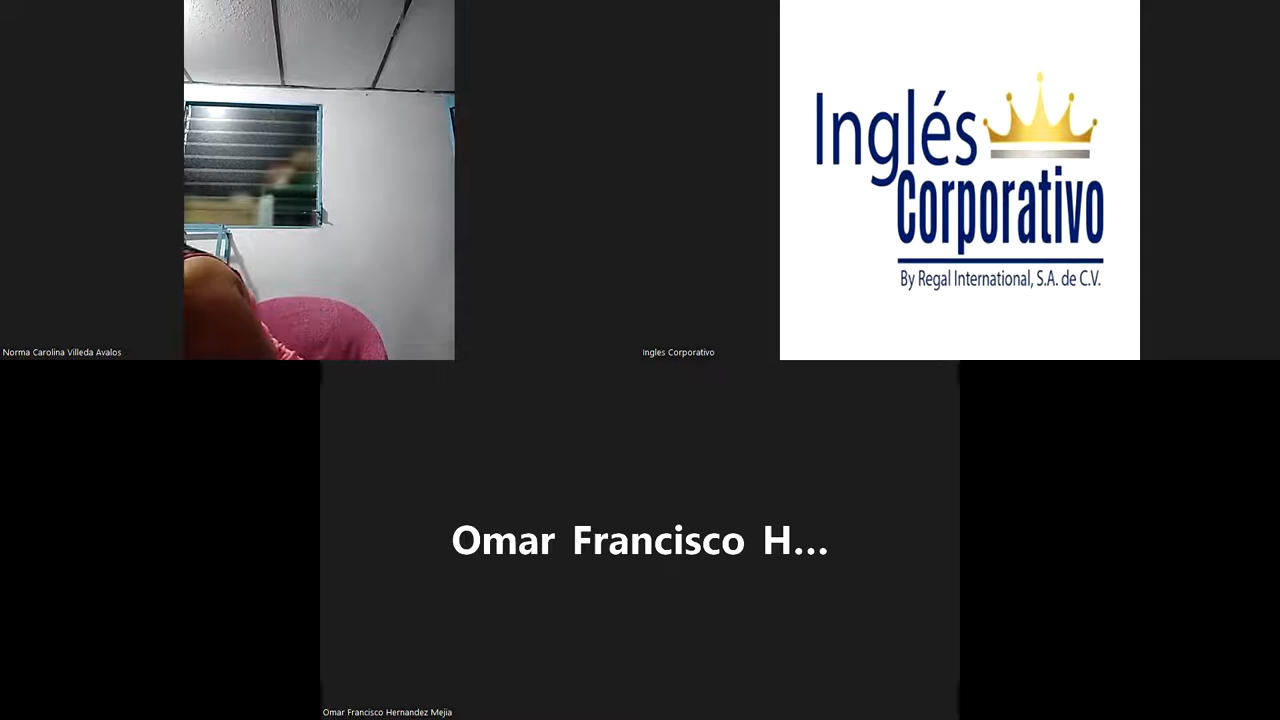 Inglés
Corporativo
By Regal International, S.A. de C.V.
Norma Carolina Villeda Avalos
Ingles Corporativo
Omar Francisco H...
Omar Francisco Hernandez Mejia